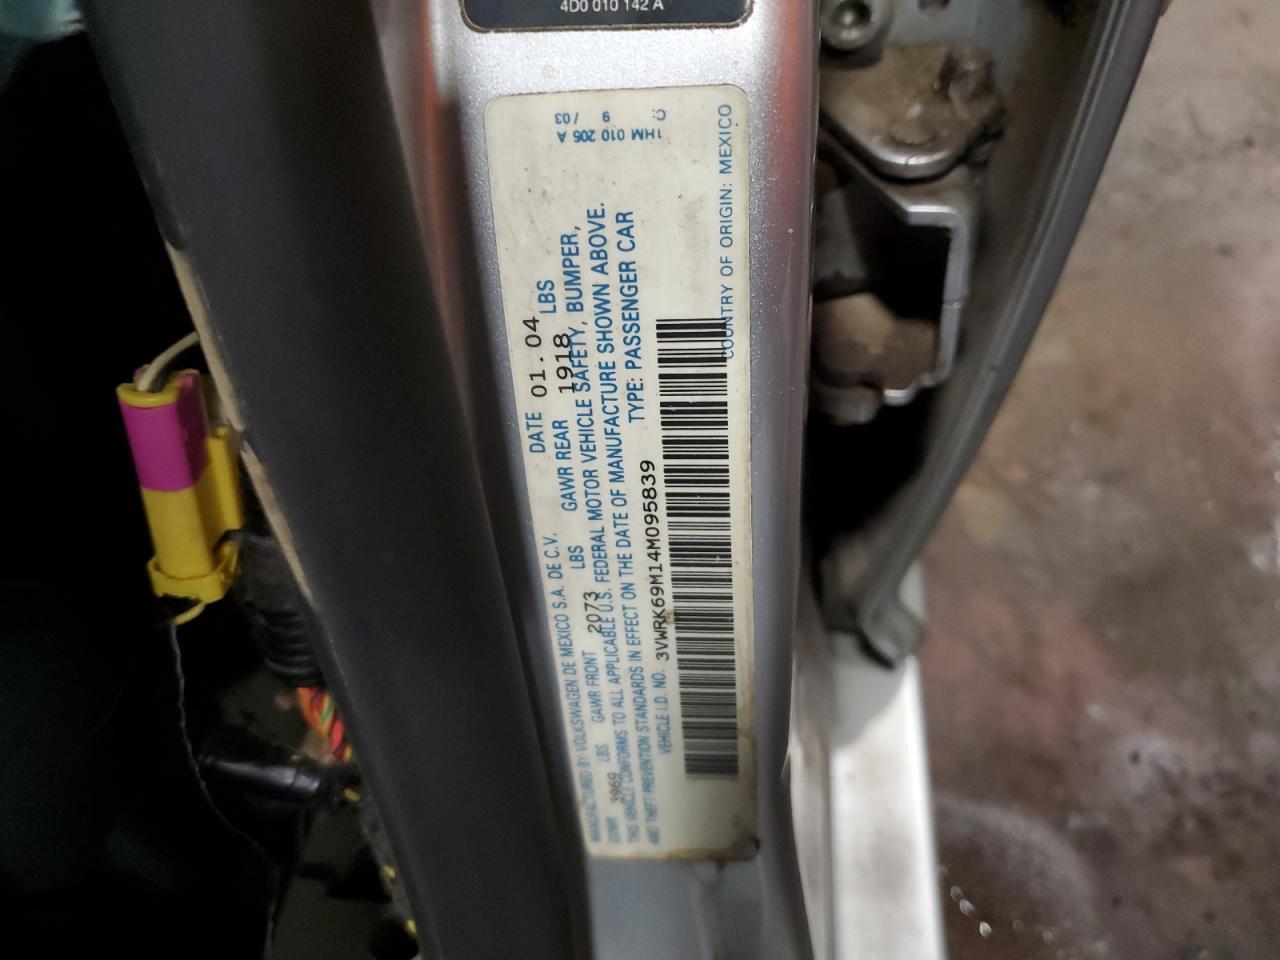 4D0 010 142 A
MANUFACTURED BY VOLKSWAGEN DE MEXICO S.A. DE C.V. DATE 01.04
GVWR 3969 LBS GAWR FRONT 2073 LBS GAWR REAR 1918 LBS
THIS VEHICLE CONFORMS TO ALL APPLICABLE U.S. FEDERAL MOTOR VEHICLE SAFETY, BUMPER,
AND THEFT PREVENTION STANDARDS IN EFFECT ON THE DATE OF MANUFACTURE SHOWN ABOVE.
VEHICLE I.D. NO. 3VWRK69M14M095839 TYPE: PASSENGER CAR
COUNTRY OF ORIGIN: MEXICO
1HM 010 205 A
9 /03
C.